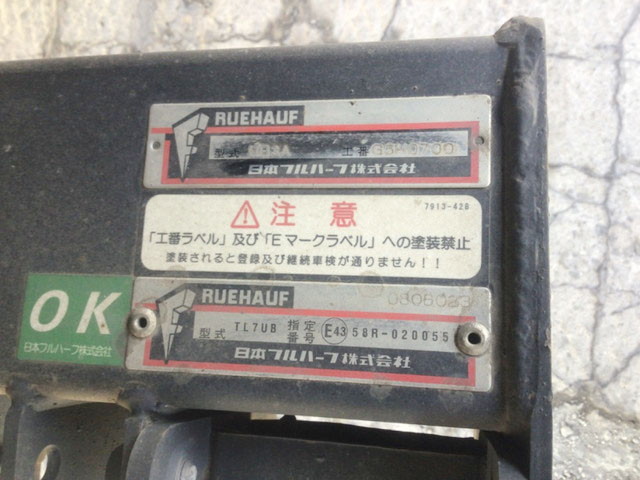 RUEHAUF
型式
工番
日本フルハーフ株式会社
7913-428
注意
「工番ラベル」及び「Eマークラベル」への塗装禁止
塗装されると登録及び継続車検が通りません!!
OK
日本フルハーフ株式会社
RUEHAUF
0806023
型式 TL7UB 指定番号 E43 58R-020055
日本フルハーフ株式会社